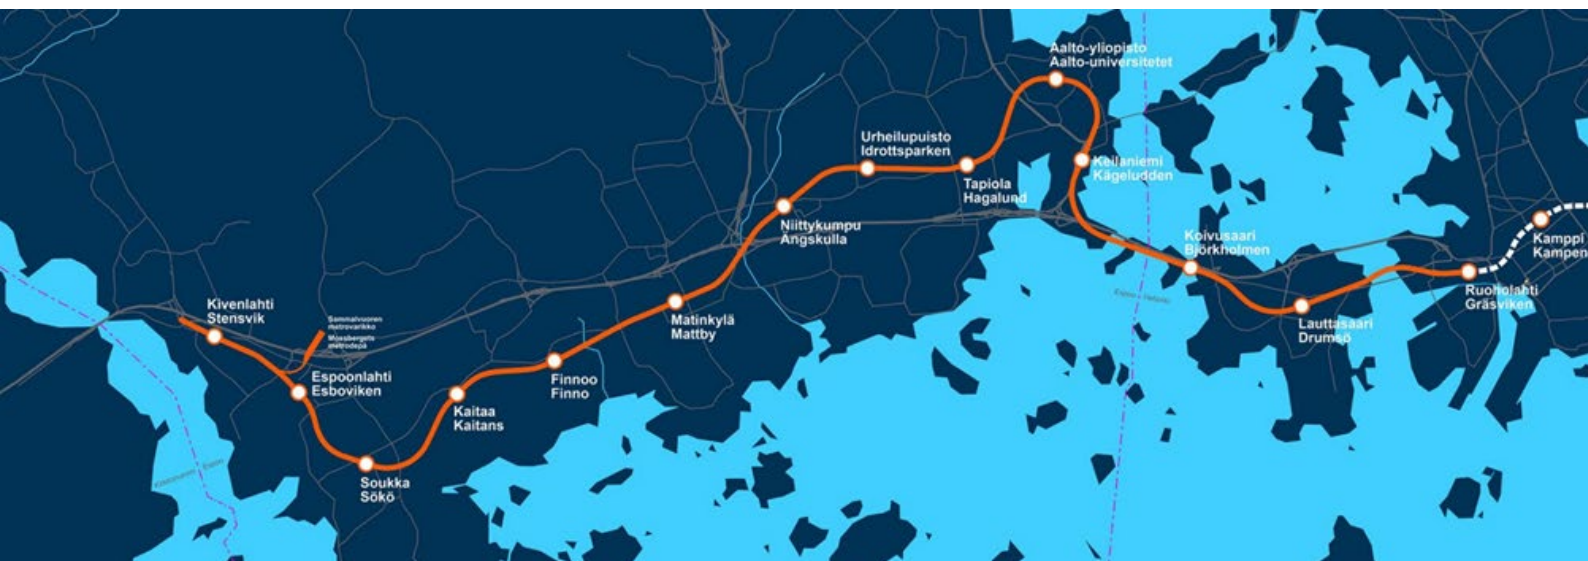 Aalto-yliopisto
Aalto-universitetet
Urheilupuisto
Idrottsparken
Keilaniemi
Kägeludden
Tapiola
Hagalund
Niittykumpu
Ängskulla
Koivusaari
Björkholmen
Kamppi
Kampen
Ruoholahti
Gräsviken
Lauttasaari
Drumsö
Kivenlahti
Stensvik
Sammalvuoren
metrovarikko
Mossbergets
metrodepå
Matinkylä
Mattby
Espoonlahti
Esboviken
Finnoo
Finno
Kaitaa
Kaitans
Soukka
Sökö